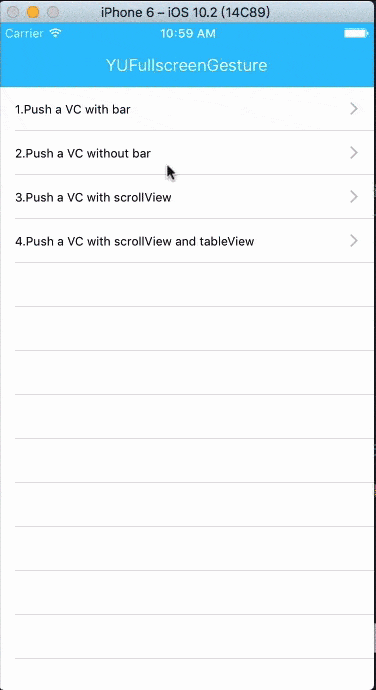 iPhone 6 – iOS 10.2 (14C89)
Carrier 10:59 AM
YUFullscreenGesture
1.Push a VC with bar
2.Push a VC without bar
3.Push a VC with scrollView
4.Push a VC with scrollView and tableView